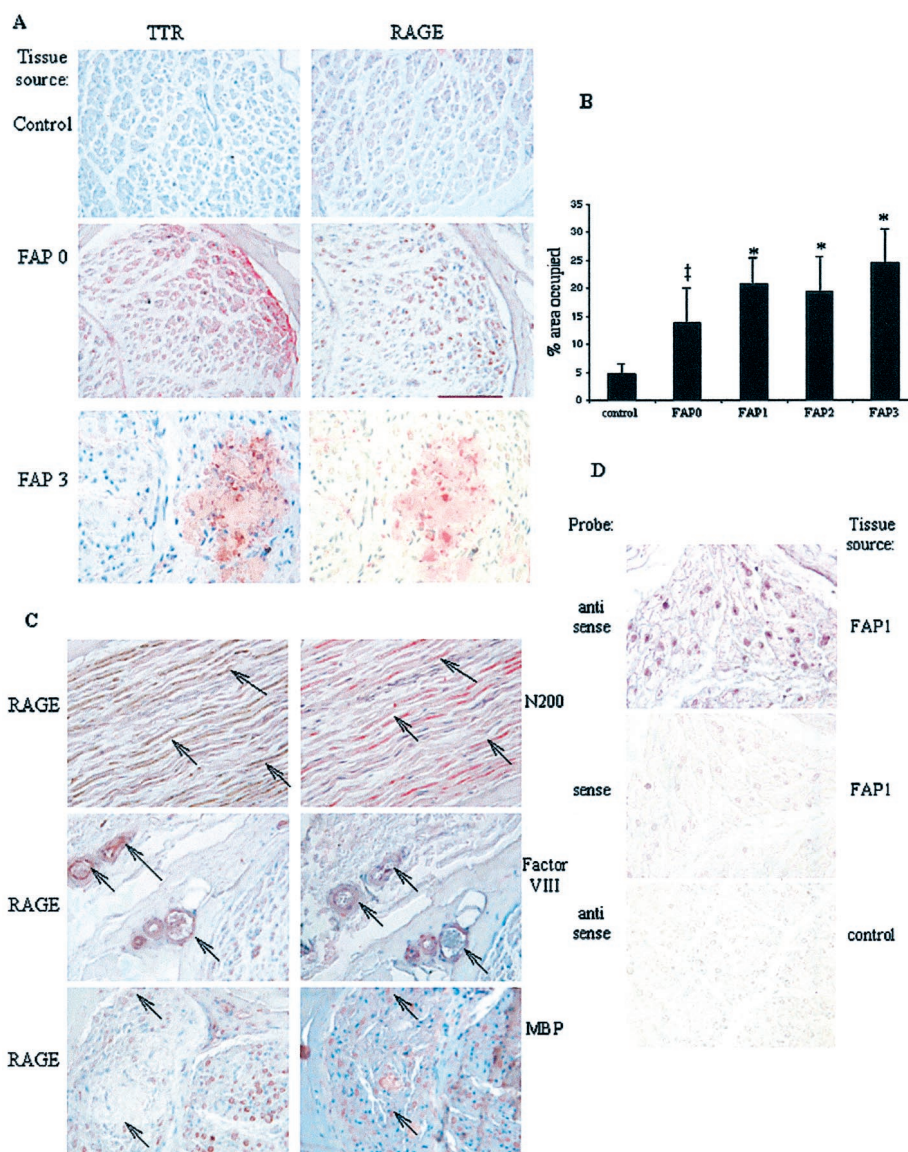 A
TTR RAGE
Tissue
source:
Control
FAP 0
FAP 3
B
% area occupied
35
30
25
20
15
10
5
0
‡ * * *
control FAP0 FAP1 FAP2 FAP3
C
RAGE N200
RAGE Factor
VIII
RAGE MBP
D
Probe: Tissue
source:
anti
sense FAP1
sense FAP1
anti
sense control